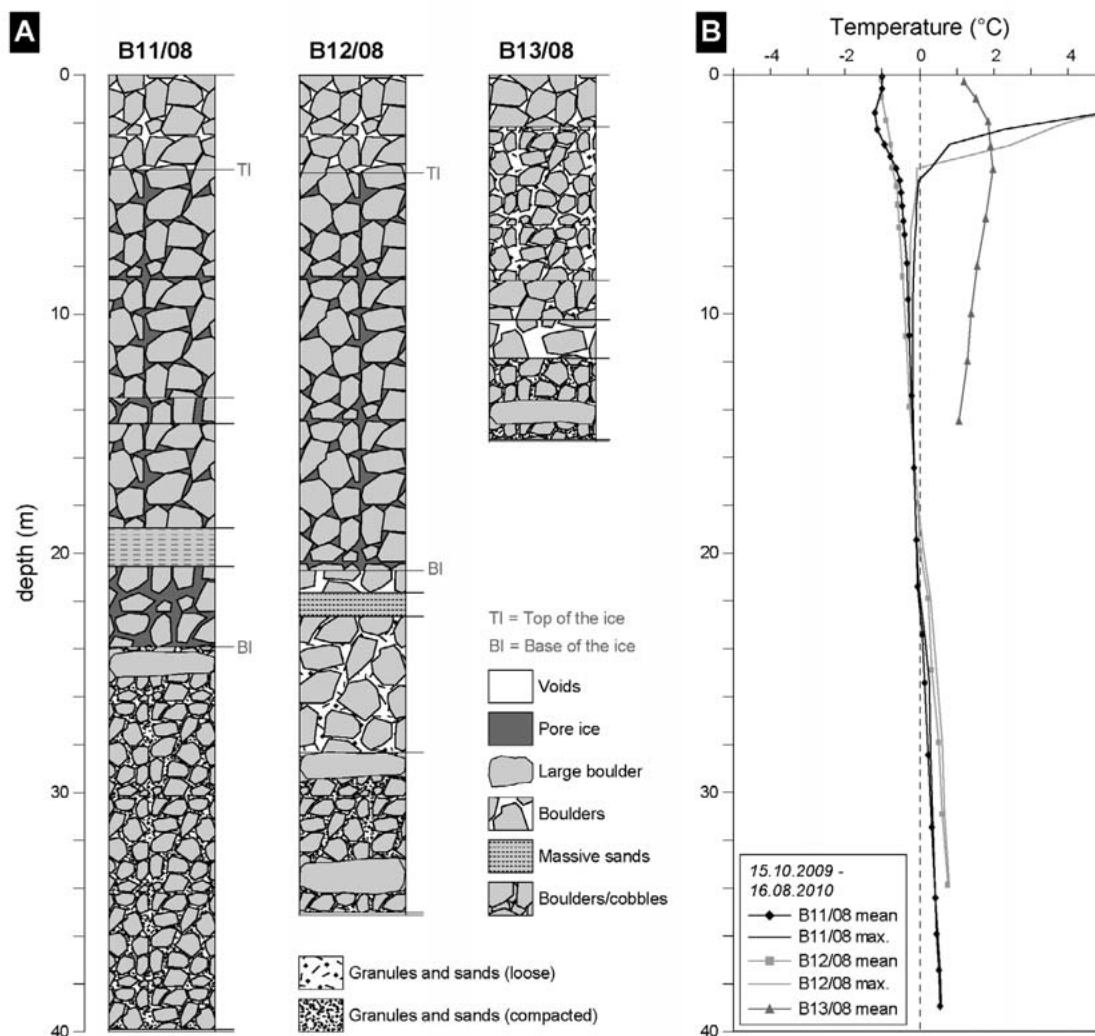 A
B11/08
B12/08
B13/08
0
10
20
30
40
depth (m)
TI
BI
TI
BI
TI = Top of the ice
BI = Base of the ice
Voids
Pore ice
Large boulder
Boulders
Massive sands
Boulders/cobbles
Granules and sands (loose)
Granules and sands (compacted)
B
Temperature (°C)
-4 -2 0 2 4
0
10
20
30
40
15.10.2009 -
16.08.2010
B11/08 mean
B11/08 max.
B12/08 mean
B12/08 max.
B13/08 mean